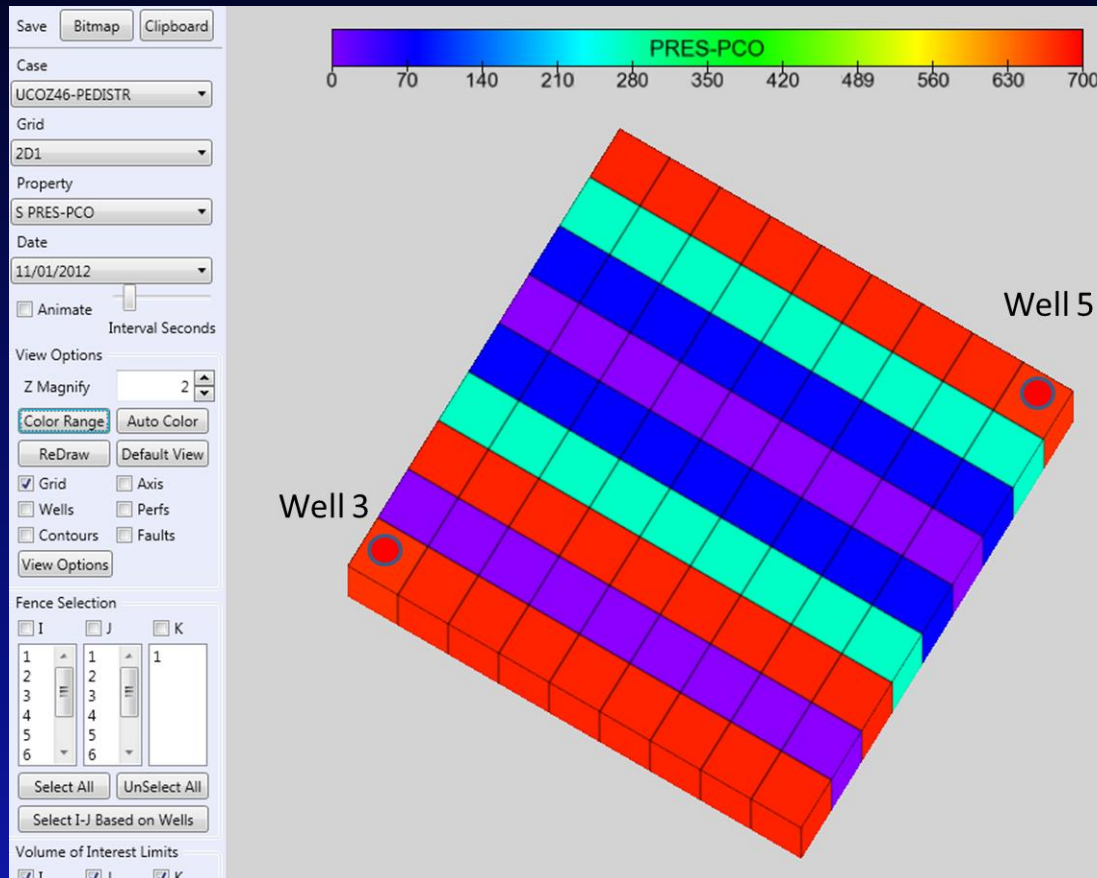 Save Bitmap Clipboard
Case
UCOZ46-PEDISTR
Grid
2D1
Property
S PRES-PCO
Date
11/01/2012
Animate
Interval Seconds
View Options
Z Magnify 2
Color Range Auto Color
ReDraw Default View
Grid Axis
Wells Perfs
Contours Faults
View Options
Fence Selection
I J K
1 1 1
2 2
3 3
4 4
5 5
6 6
Select All UnSelect All
Select I-J Based on Wells
Volume of Interest Limits
I J K
PRES-PCO
0 70 140 210 280 350 420 489 560 630 700
Well 5
Well 3